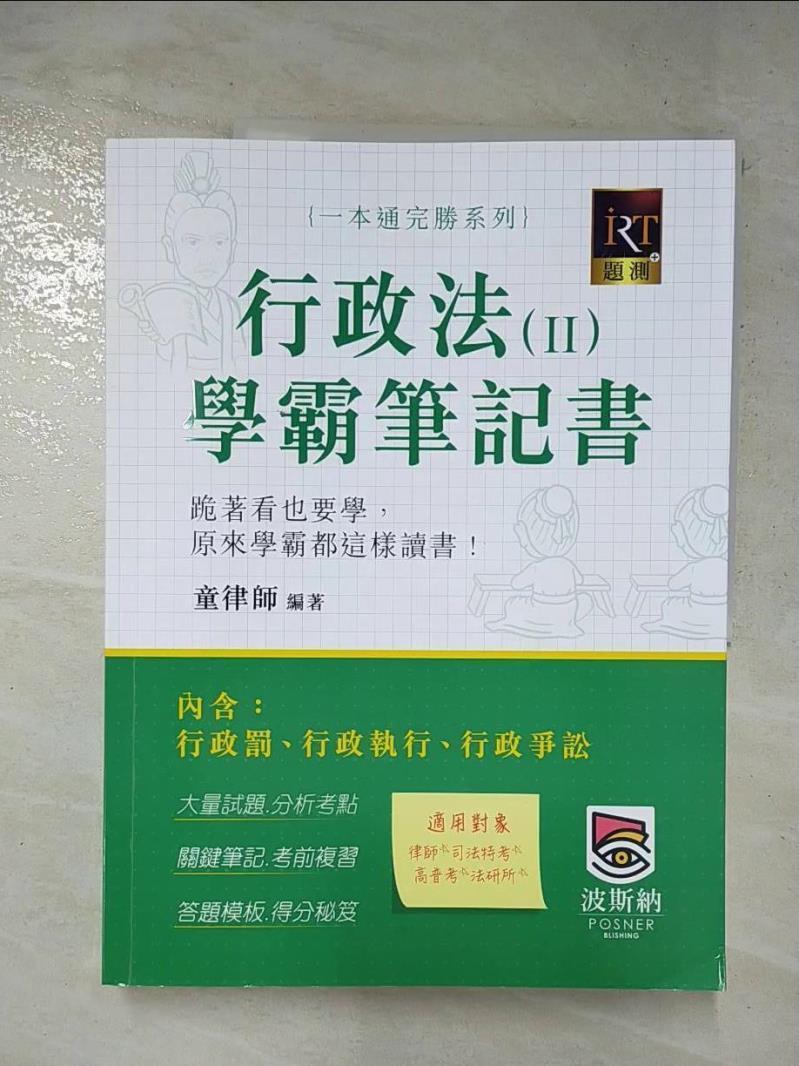 {一本通完勝系列}
iRT
題測+
行政法(II)
學霸筆記書
跪著看也要學，
原來學霸都這樣讀書！
童律師 編著
內含：
行政罰、行政執行、行政爭訟
大量試題.分析考點
關鍵筆記.考前複習
答題模板.得分秘笈
適用對象
律師☆司法特考☆
高普考☆法研所☆
波斯納
POSNER
BLISHING